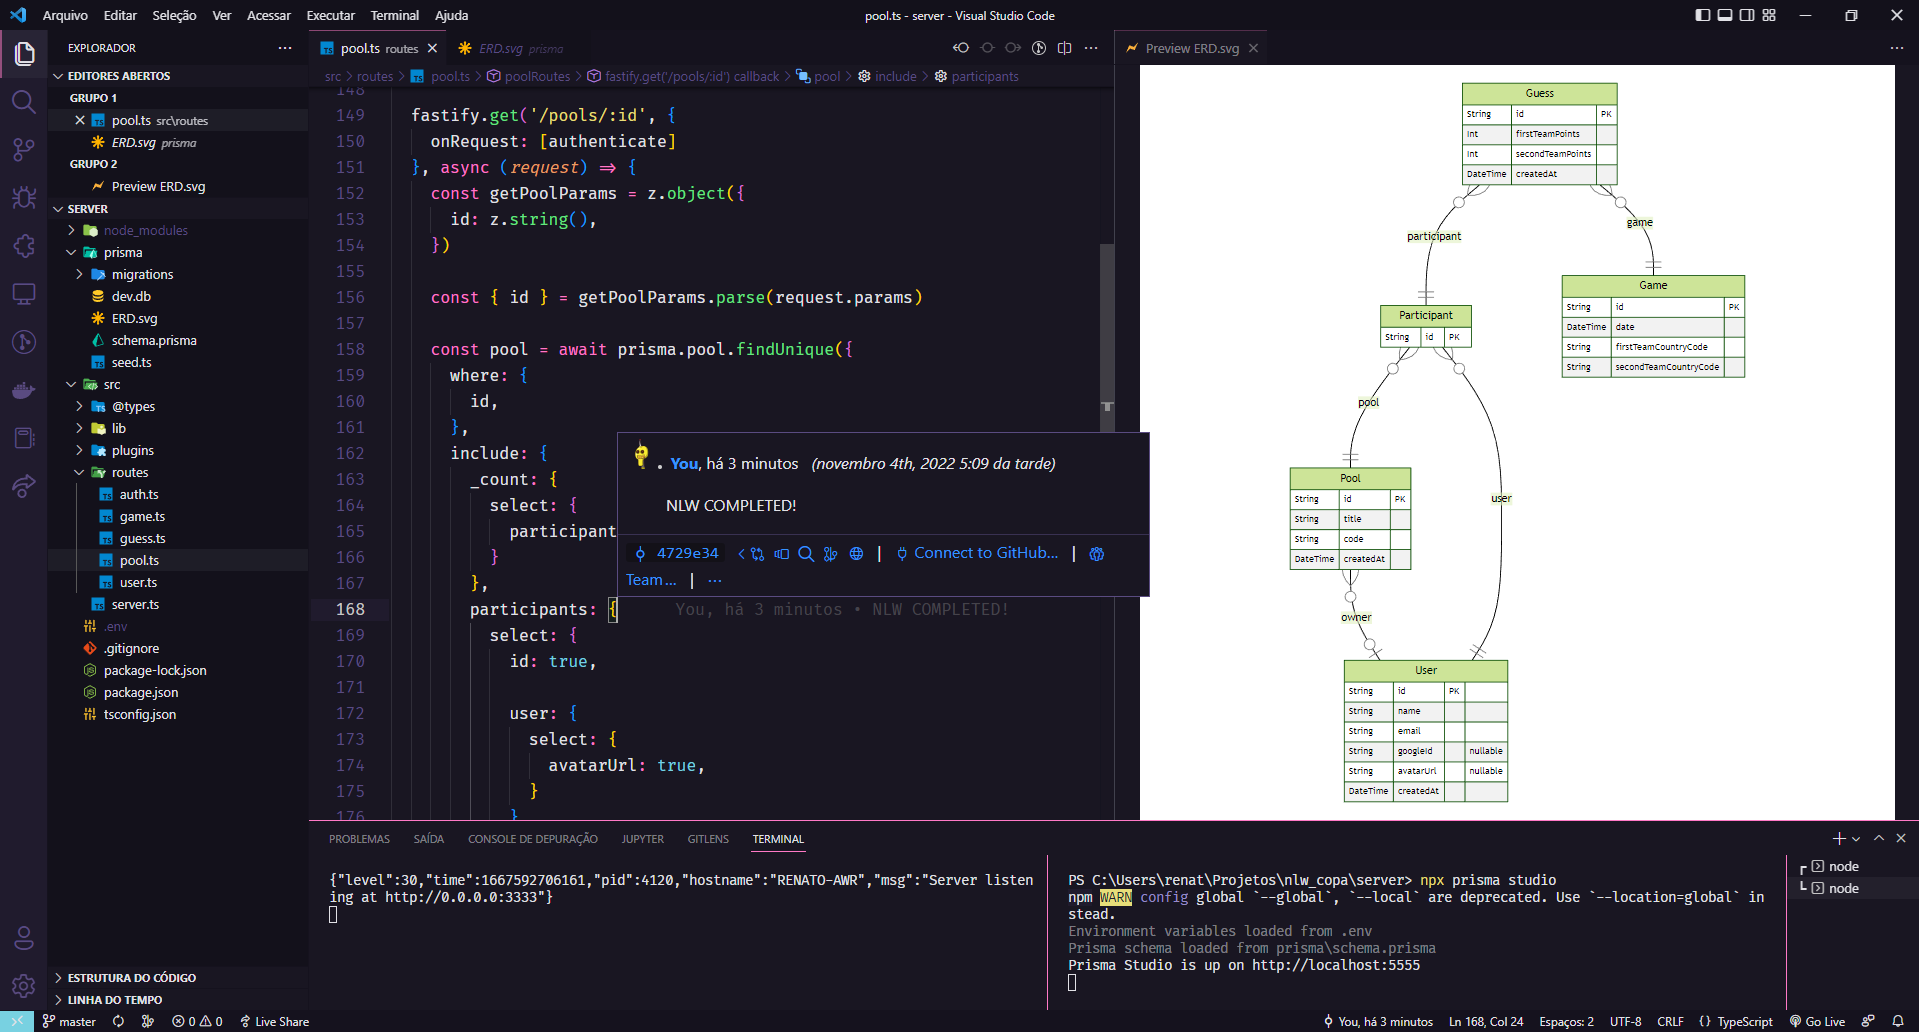 Arquivo Editar Seleção Ver Acessar Executar Terminal Ajuda
pool.ts - server - Visual Studio Code
EXPLORADOR
EDITORES ABERTOS
GRUPO 1
pool.ts src\routes
ERD.svg prisma
GRUPO 2
Preview ERD.svg
SERVER
node_modules
prisma
migrations
dev.db
ERD.svg
schema.prisma
seed.ts
src
@types
lib
plugins
routes
auth.ts
game.ts
guess.ts
pool.ts
user.ts
server.ts
.env
.gitignore
package-lock.json
package.json
tsconfig.json
ESTRUTURA DO CÓDIGO
LINHA DO TEMPO
pool.ts routes
ERD.svg prisma
src > routes > pool.ts > poolRoutes > fastify.get('/pools/:id') callback > pool > include > participants
148
149 fastify.get('/pools/:id', {
150 onRequest: [authenticate]
151 }, async (request) => {
152 const getPoolParams = z.object({
153 id: z.string(),
154 })
155
156 const { id } = getPoolParams.parse(request.params)
157
158 const pool = await prisma.pool.findUnique({
159 where: {
160 id,
161 },
162 include: {
163 _count: {
164 select: {
165 participant
166 }
167 },
168 participants: { You, há 3 minutos • NLW COMPLETED!
169 select: {
170 id: true,
171
172 user: {
173 select: {
174 avatarUrl: true,
175 }
176 }
You, há 3 minutos (novembro 4th, 2022 5:09 da tarde)
NLW COMPLETED!
4729e34 | Connect to GitHub... |
Team... | ...
Preview ERD.svg
Guess
String id PK
Int firstTeamPoints
Int secondTeamPoints
DateTime createdAt
participant
game
Game
String id PK
DateTime date
String firstTeamCountryCode
String secondTeamCountryCode
Participant
String id PK
pool
user
Pool
String id PK
String title
String code
DateTime createdAt
owner
User
String id PK
String name
String email
String googleId nullable
String avatarUrl nullable
DateTime createdAt
PROBLEMAS SAÍDA CONSOLE DE DEPURAÇÃO JUPYTER GITLENS TERMINAL
{"level":30,"time":1667592706161,"pid":4120,"hostname":"RENATO-AWR","msg":"Server listen
ing at http://0.0.0.0:3333"}
PS C:\Users\renat\Projetos\nlw_copa\server> npx prisma studio
npm WARN config global `--global`, `--local` are deprecated. Use `--location=global` in
stead.
Environment variables loaded from .env
Prisma schema loaded from prisma\schema.prisma
Prisma Studio is up on http://localhost:5555
node
node
master 0 0 Live Share
You, há 3 minutos Ln 168, Col 24 Espaços: 2 UTF-8 CRLF {} TypeScript Go Live